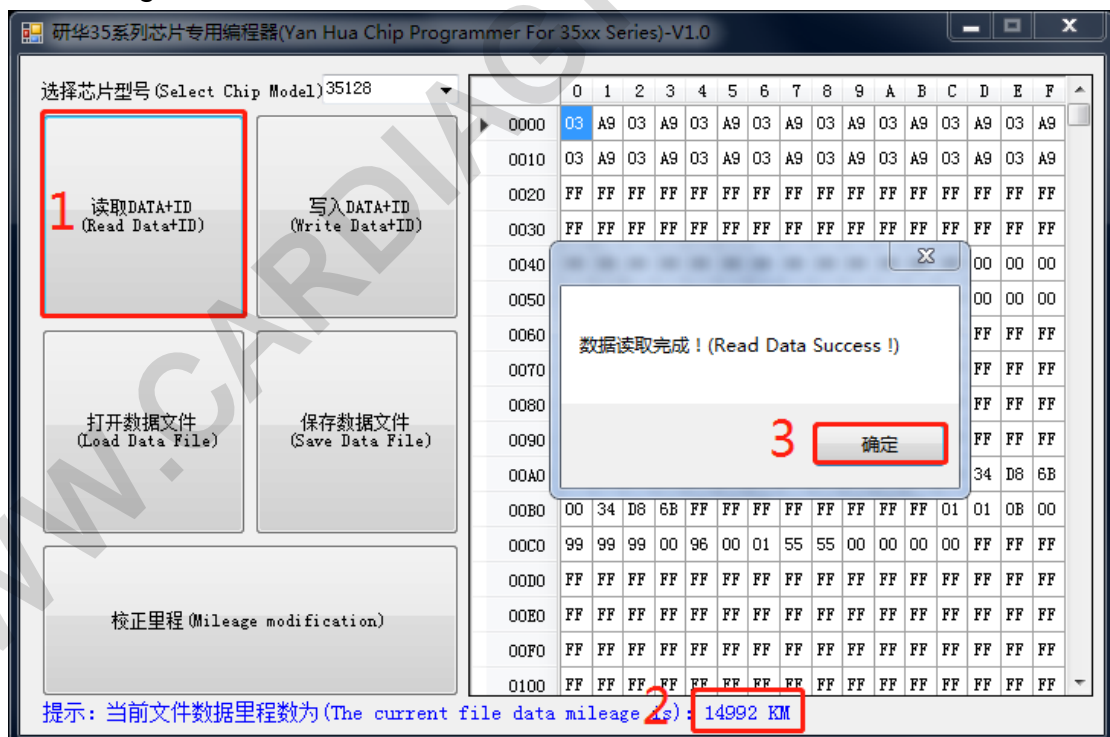 研华35系列芯片专用编程器(Yan Hua Chip Programmer For 35xx Series)-V1.0
选择芯片型号(Select Chip Model) 35128
1
读取DATA+ID
(Read Data+ID)
写入DATA+ID
(Write Data+ID)
打开数据文件
(Load Data File)
保存数据文件
(Save Data File)
校正里程(Mileage modification)
0 1 2 3 4 5 6 7 8 9 A B C D E F
0000 03 A9 03 A9 03 A9 03 A9 03 A9 03 A9 03 A9 03 A9
0010 03 A9 03 A9 03 A9 03 A9 03 A9 03 A9 03 A9 03 A9
0020 FF FF FF FF FF FF FF FF FF FF FF FF FF FF FF FF
0030 FF FF FF FF FF FF FF FF FF FF FF FF FF FF FF FF
0040 00 00 00
0050 00 00 00
0060 FF FF FF
0070 FF FF FF
0080 FF FF FF
0090 FF FF FF
00A0 34 D8 6B
00B0 00 34 D8 6B FF FF FF FF FF FF FF FF 01 01 0B 00
00C0 99 99 99 00 96 00 01 55 55 00 00 00 00 FF FF FF
00D0 FF FF FF FF FF FF FF FF FF FF FF FF FF FF FF FF
00E0 FF FF FF FF FF FF FF FF FF FF FF FF FF FF FF FF
00F0 FF FF FF FF FF FF FF FF FF FF FF FF FF FF FF FF
0100 FF FF FF FF FF FF FF FF FF FF FF FF FF FF FF FF
数据读取完成！(Read Data Success !)
3 确定
提示: 当前文件数据里程数为(The current file data mileage is): 14992 KM
2
WWW.CARDIAG